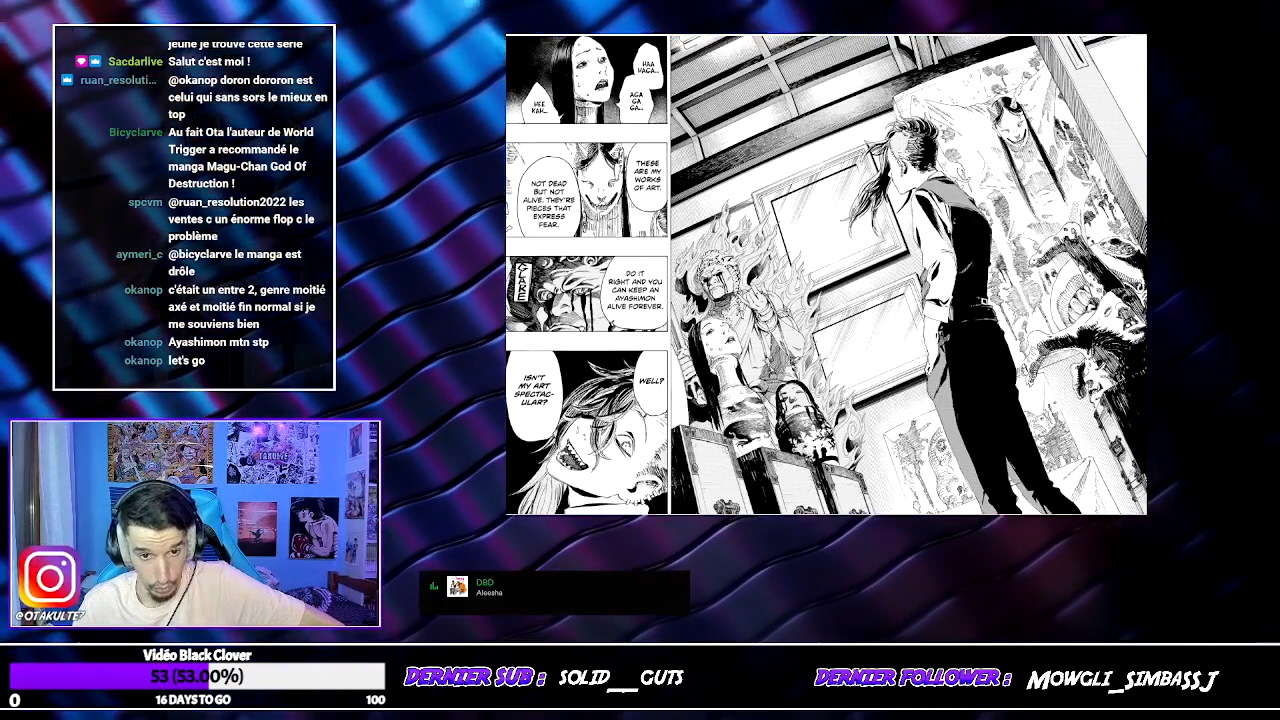 jeune je trouve cette série
Sacdarlive Salut c'est moi !
ruan_resoluti... @okanop doron dororon est
celui qui sans sors le mieux en
top
Bicyclarve Au fait Ota l'auteur de World
Trigger a recommandé le
manga Magu-Chan God Of
Destruction !
spcvm @ruan_resolution2022 les
ventes c un énorme flop c le
problème
aymeri_c @bicyclarve le manga est
drôle
okanop c'était un entre 2, genre moitié
axé et moitié fin normal si je
me souviens bien
okanop Ayashimon mtn stp
okanop let's go
HAA
HAGA...
AGA
GA
GA...
HEE
KAH...
THESE
ARE MY
WORKS
OF ART.
NOT DEAD
BUT NOT
ALIVE. THEY'RE
PIECES THAT
EXPRESS
FEAR.
DO IT
RIGHT AND YOU
CAN KEEP AN
AYASHIMON
ALIVE FOREVER.
GLARE
WELL?
ISN'T
MY ART
SPECTAC-
ULAR?
OTAKULTE
@OTAKULTE7
DBD
Aleesha
Vidéo Black Clover
53 (53.00%)
0 16 DAYS TO GO 100
DERNIER SUB : SOLID__GUTS
DERNIER FOLLOWER : MOWGLI_SIMBASSJ